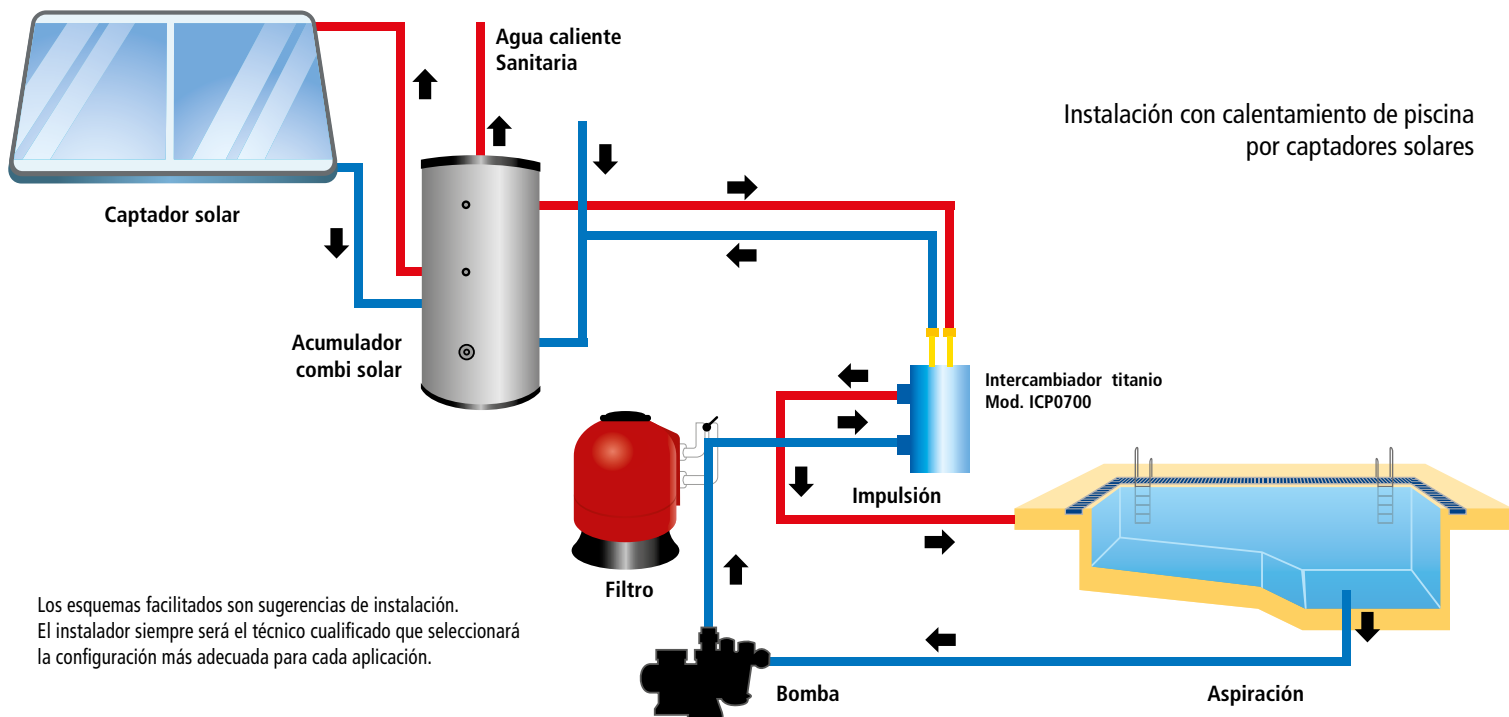 Agua caliente
Sanitaria
Instalación con calentamiento de piscina
por captadores solares
Captador solar
Acumulador
combi solar
Intercambiador titanio
Mod. ICP0700
Impulsión
Filtro
Los esquemas facilitados son sugerencias de instalación.
El instalador siempre será el técnico cualificado que seleccionará
la configuración más adecuada para cada aplicación.
Bomba
Aspiración